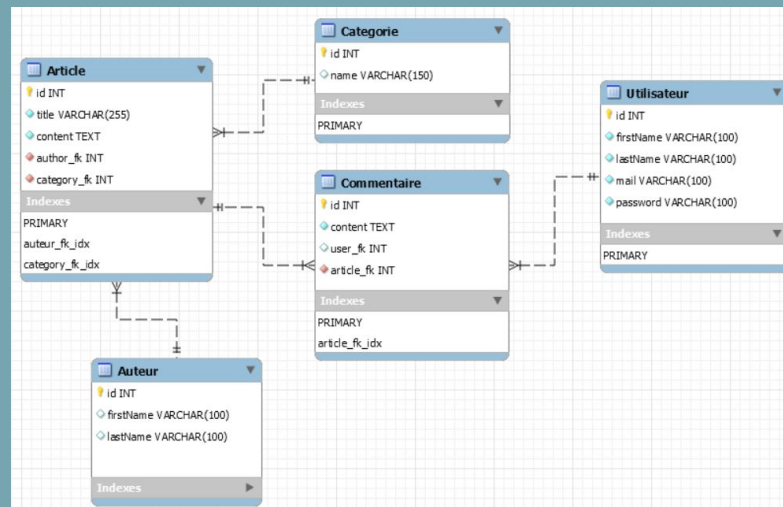 Article
id INT
title VARCHAR(255)
content TEXT
author_fk INT
category_fk INT
Indexes
PRIMARY
auteur_fk_idx
category_fk_idx
Categorie
id INT
name VARCHAR(150)
Indexes
PRIMARY
Commentaire
id INT
content TEXT
user_fk INT
article_fk INT
Indexes
PRIMARY
article_fk_idx
Utilisateur
id INT
firstName VARCHAR(100)
lastName VARCHAR(100)
mail VARCHAR(100)
password VARCHAR(100)
Indexes
PRIMARY
Auteur
id INT
firstName VARCHAR(100)
lastName VARCHAR(100)
Indexes